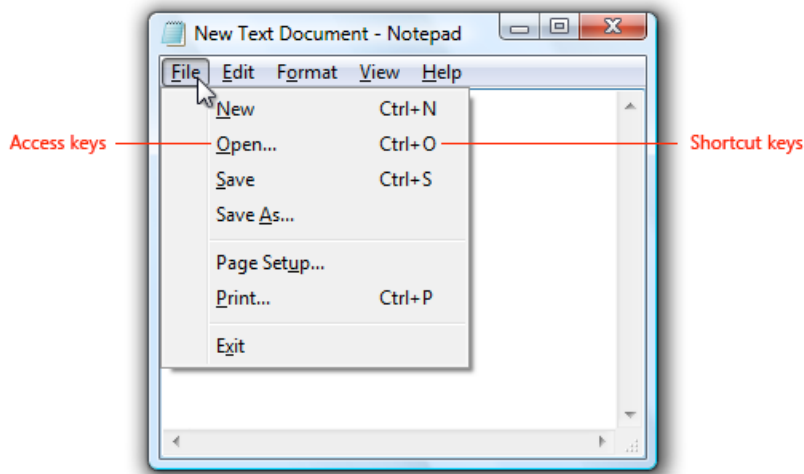 New Text Document - Notepad
File Edit Format View Help
New Ctrl+N
Access keys Open... Ctrl+O Shortcut keys
Save Ctrl+S
Save As...
Page Setup...
Print... Ctrl+P
Exit